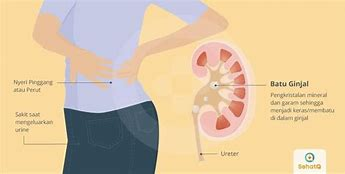 Nyeri Pinggang
atau Perut
Sakit saat
mengeluarkan
urine
Batu Ginjal
Pengkristalan mineral
dan garam sehingga
menjadi keras/membatu
di dalam ginjal
Ureter
SehatQ